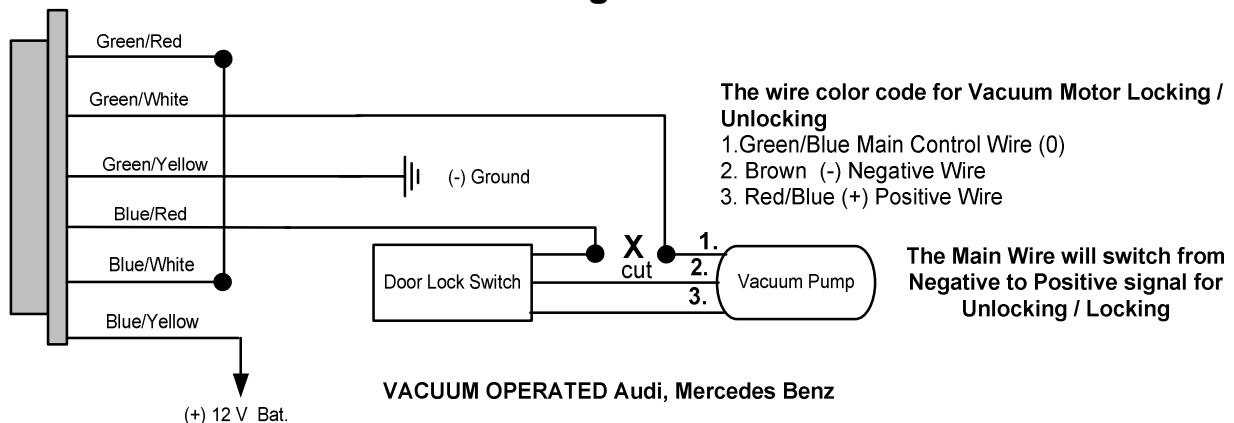 Green/Red
Green/White
Green/Yellow
(-) Ground
Blue/Red
Blue/White
Blue/Yellow
(+) 12 V Bat.
Door Lock Switch
X
cut
1.
2.
3.
Vacuum Pump
The wire color code for Vacuum Motor Locking /
Unlocking
1.Green/Blue Main Control Wire (0)
2. Brown (-) Negative Wire
3. Red/Blue (+) Positive Wire
The Main Wire will switch from
Negative to Positive signal for
Unlocking / Locking
VACUUM OPERATED Audi, Mercedes Benz